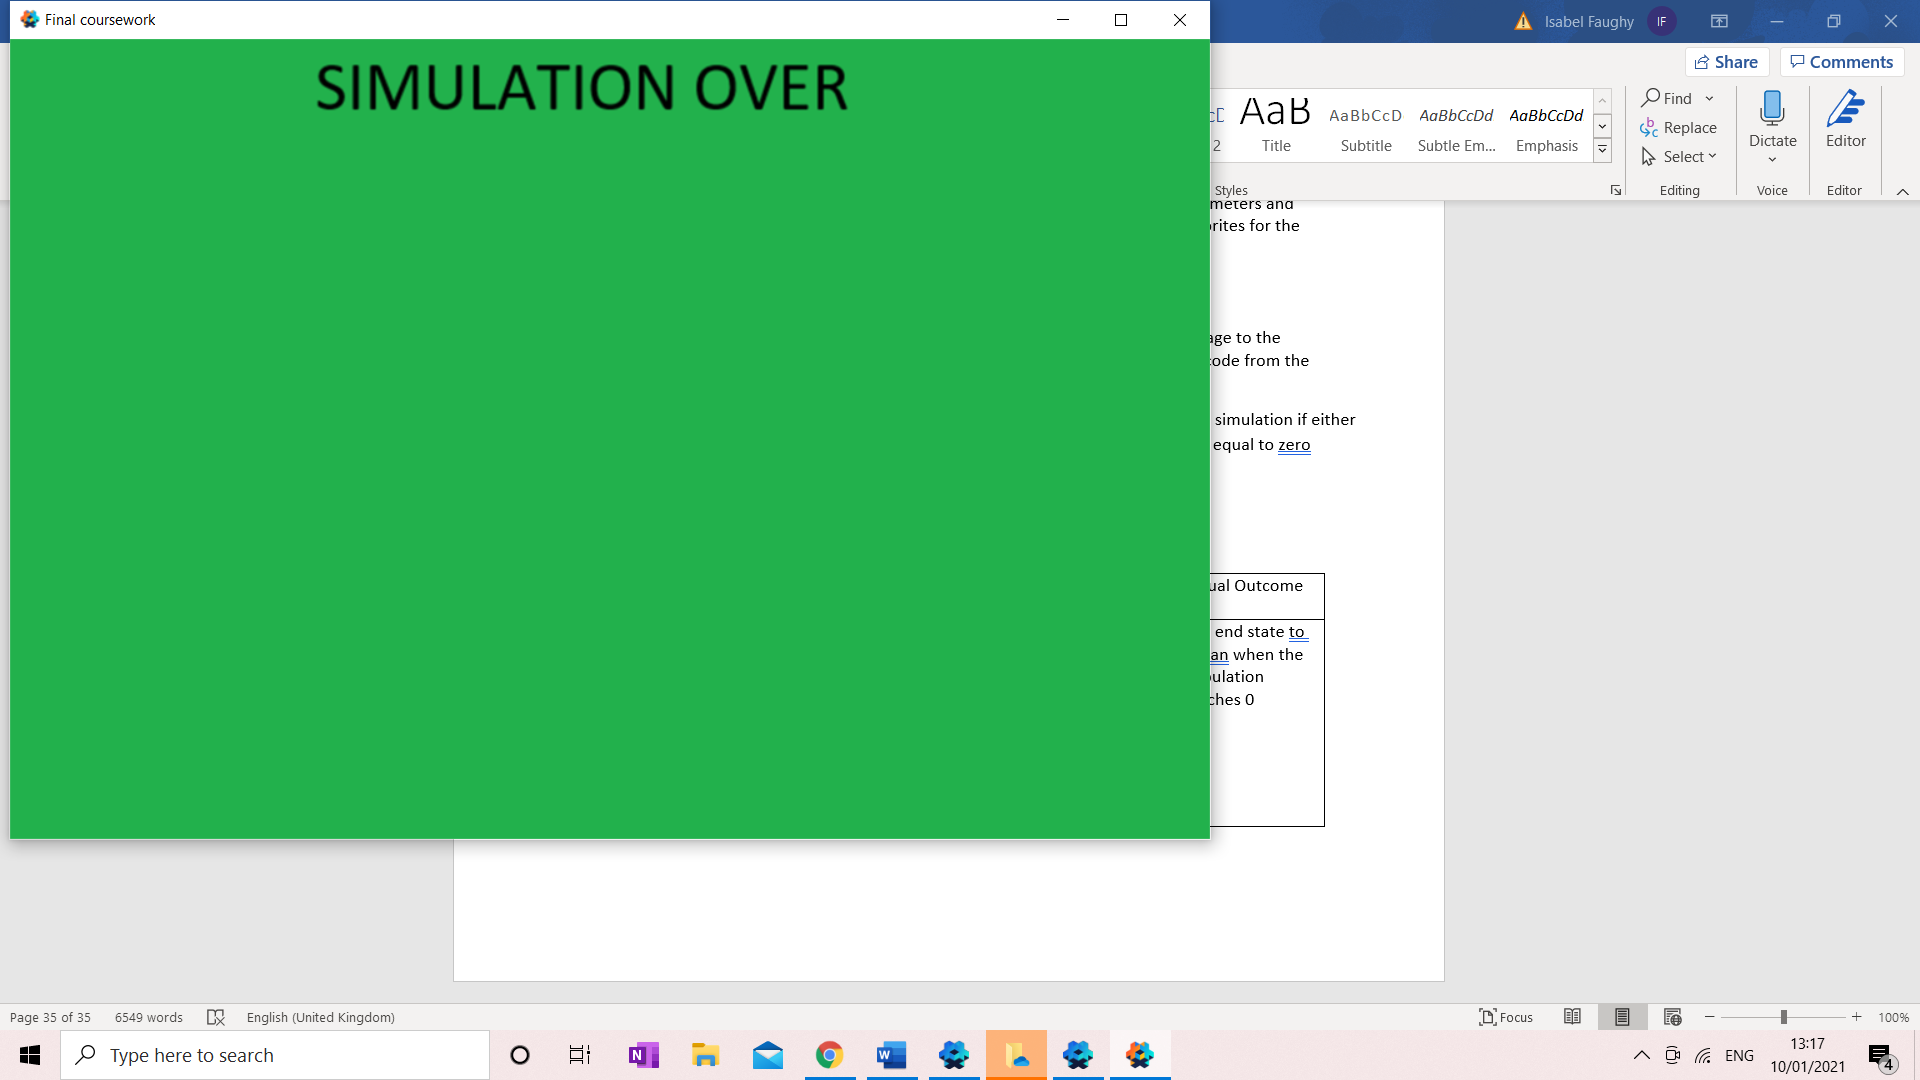 Final coursework
SIMULATION OVER
Isabel Faughy
IF
Share
Comments
AaB
AaBbCcD
AaBbCcDd
AaBbCcDd
2
Title
Subtitle
Subtle Em...
Emphasis
Styles
Find
Replace
Select
Editing
Dictate
Voice
Editor
Editor
meters and
rites for the
age to the
code from the
simulation if either
equal to zero
ual Outcome
end state to
an when the
ulation
ches 0
Page 35 of 35
6549 words
English (United Kingdom)
Focus
100%
Type here to search
ENG
13:17
10/01/2021
4